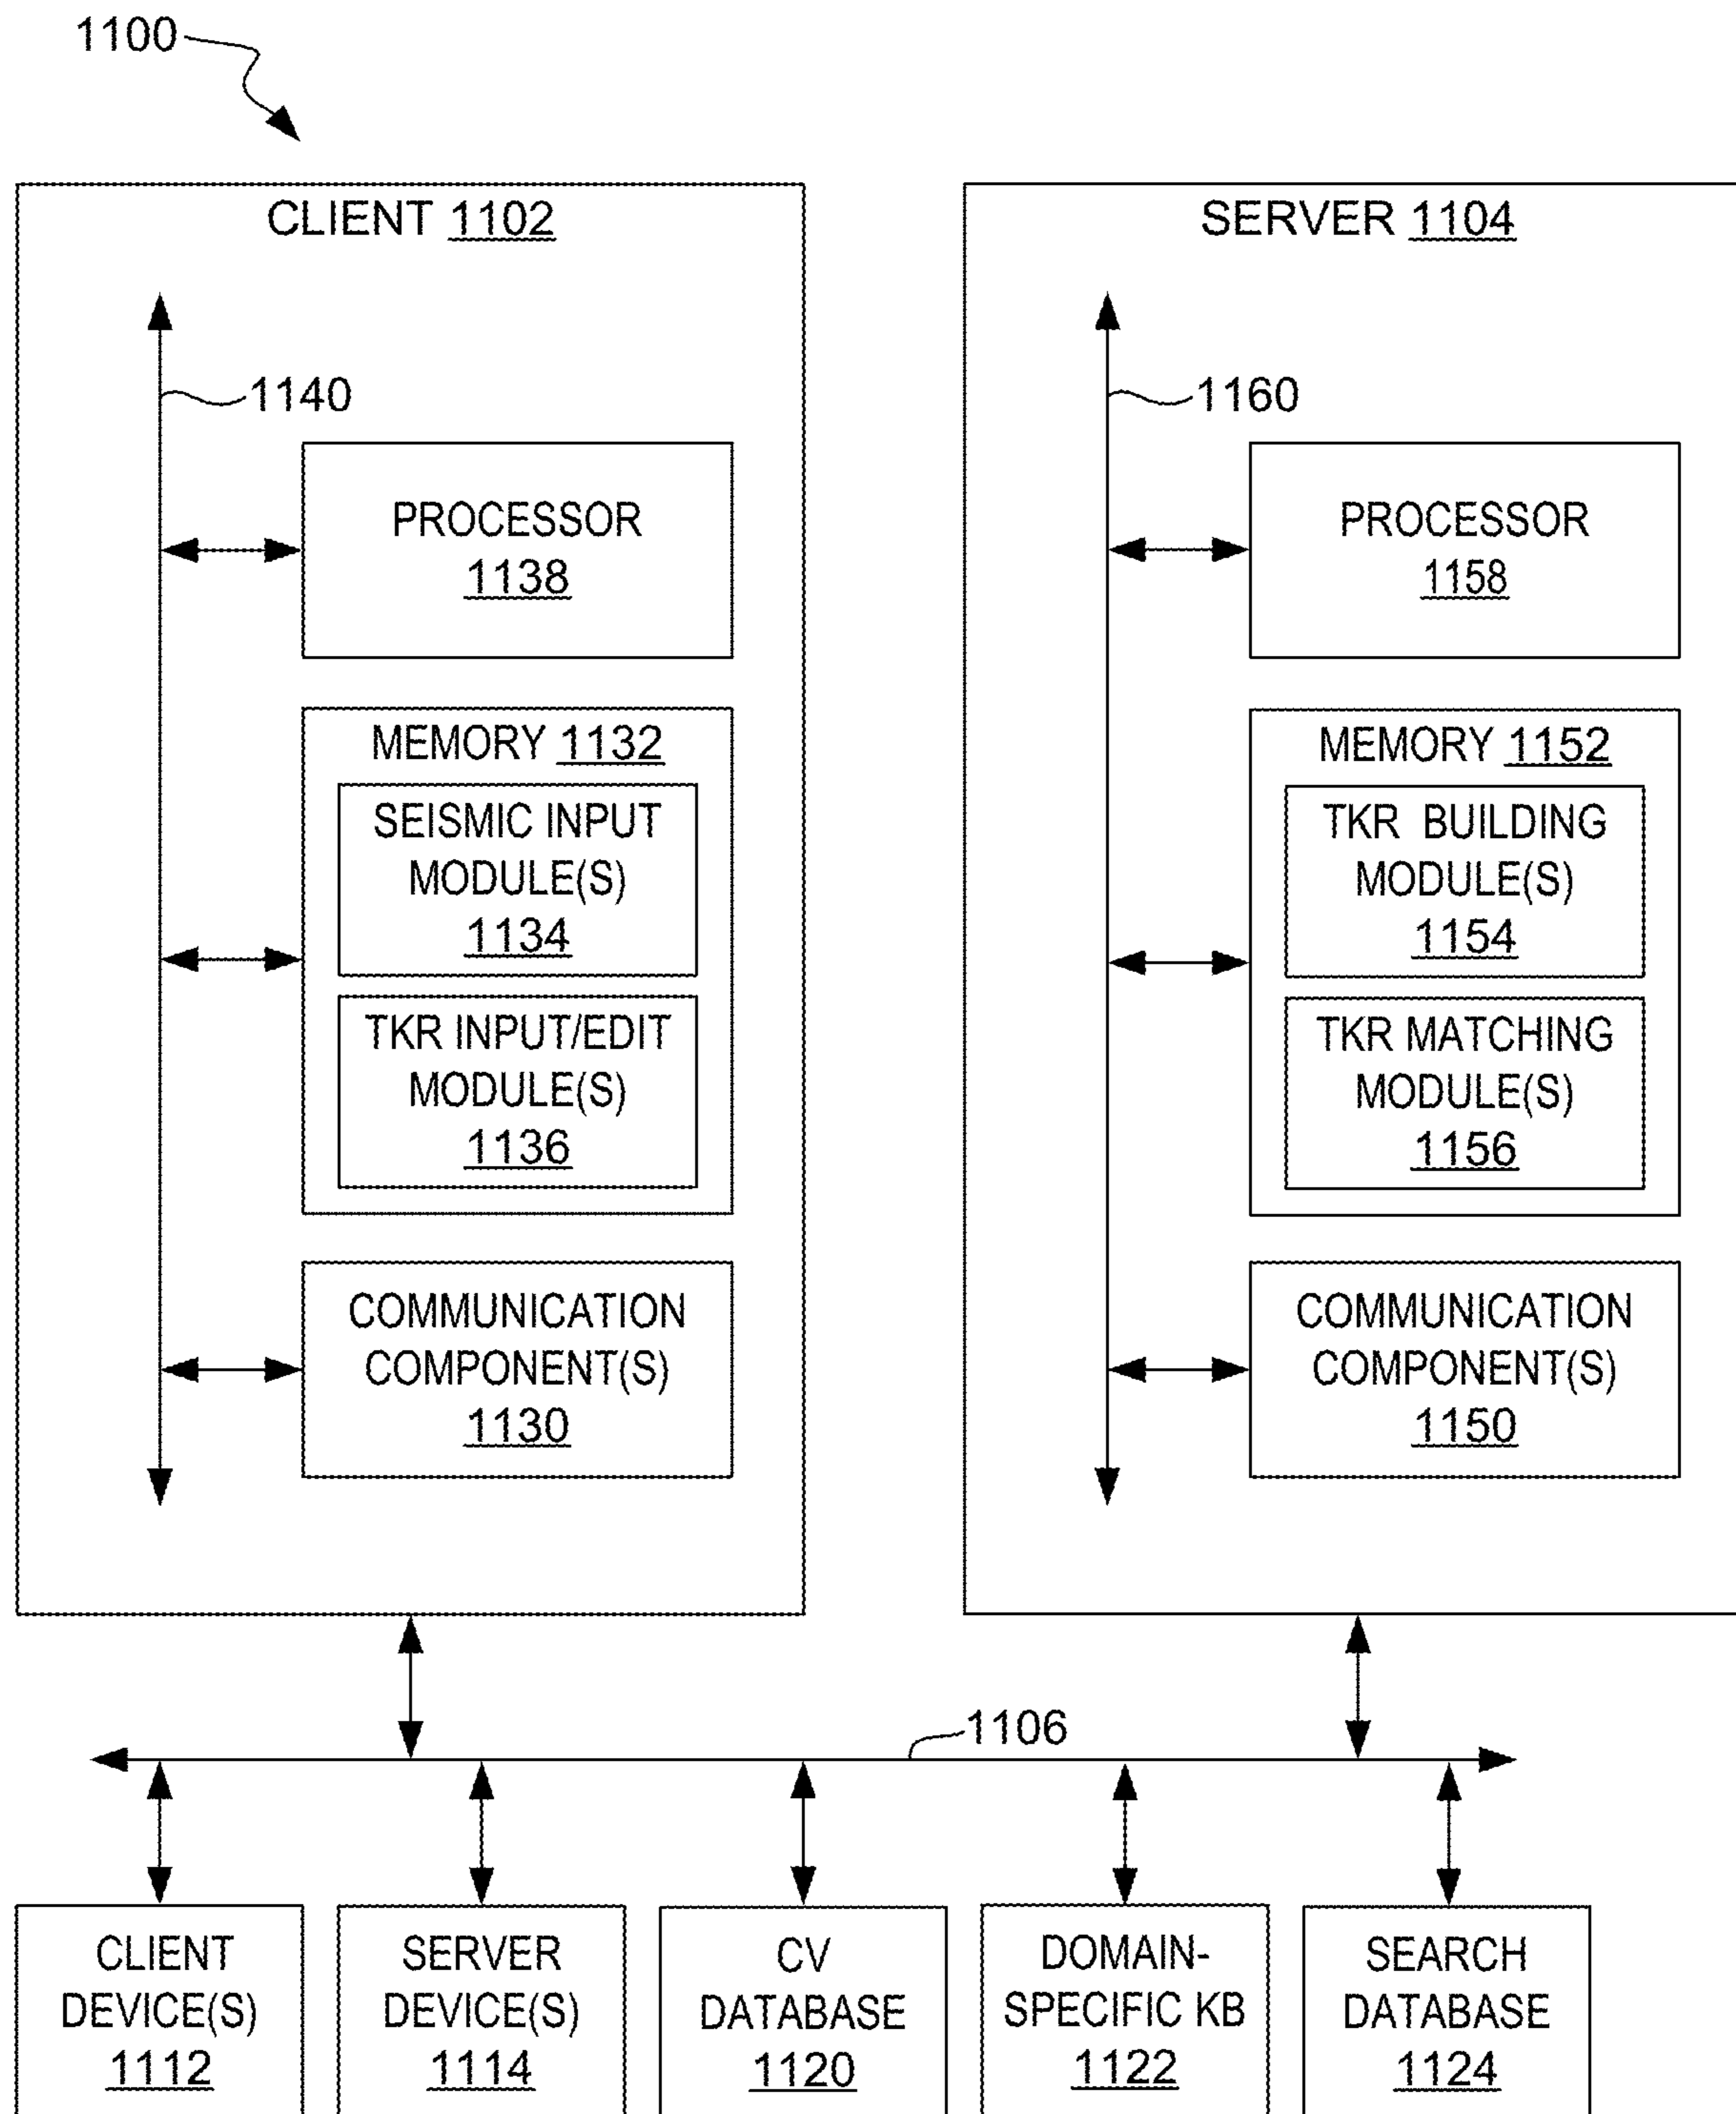 1100
CLIENT 1102
1140
PROCESSOR
1138
MEMORY 1132
SEISMIC INPUT
MODULE(S)
1134
TKR INPUT/EDIT
MODULE(S)
1136
COMMUNICATION
COMPONENT(S)
1130
SERVER 1104
1160
PROCESSOR
1158
MEMORY 1152
TKR BUILDING
MODULE(S)
1154
TKR MATCHING
MODULE(S)
1156
COMMUNICATION
COMPONENT(S)
1150
1106
CLIENT
DEVICE(S)
1112
SERVER
DEVICE(S)
1114
CV
DATABASE
1120
DOMAIN-
SPECIFIC KB
1122
SEARCH
DATABASE
1124